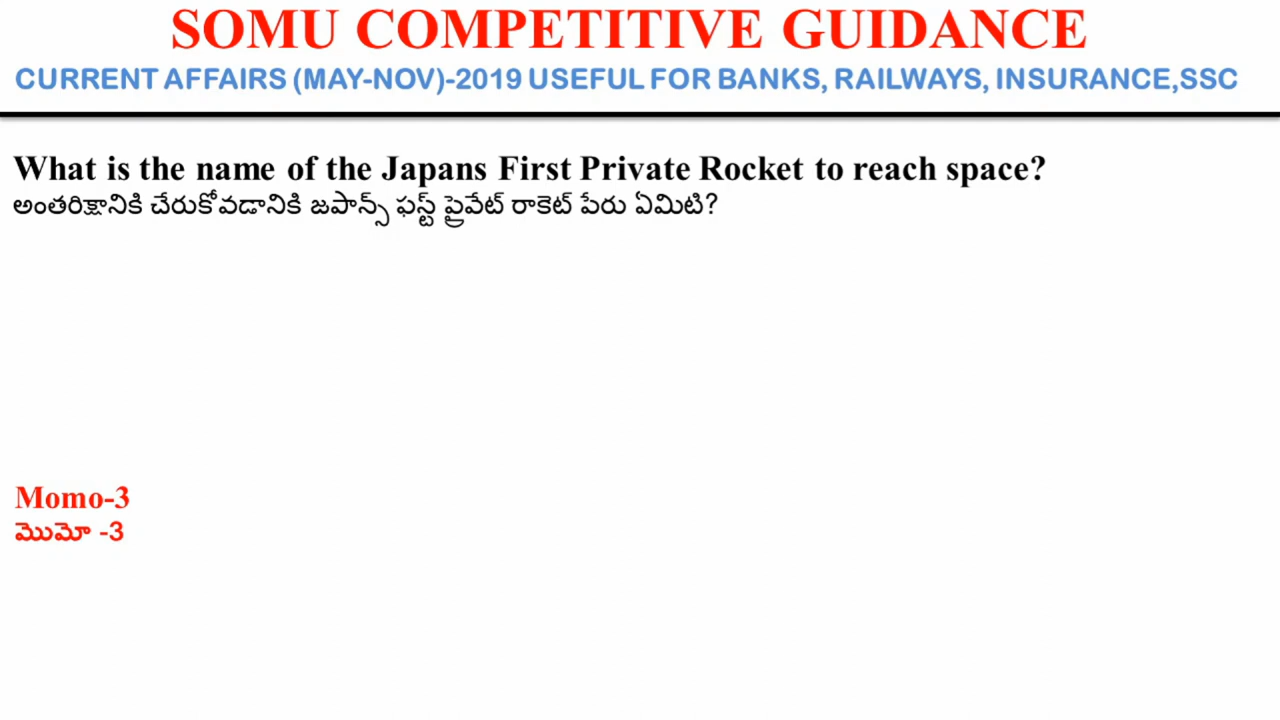 SOMU COMPETITIVE GUIDANCE
CURRENT AFFAIRS (MAY-NOV)-2019 USEFUL FOR BANKS, RAILWAYS, INSURANCE,SSC
What is the name of the Japans First Private Rocket to reach space?
అంతరిక్షానికి చేరుకోవడానికి జపాన్స్ ఫస్ట్ ప్రైవేట్ రాకెట్ పేరు ఏమిటి?
Momo-3
మొమో -3